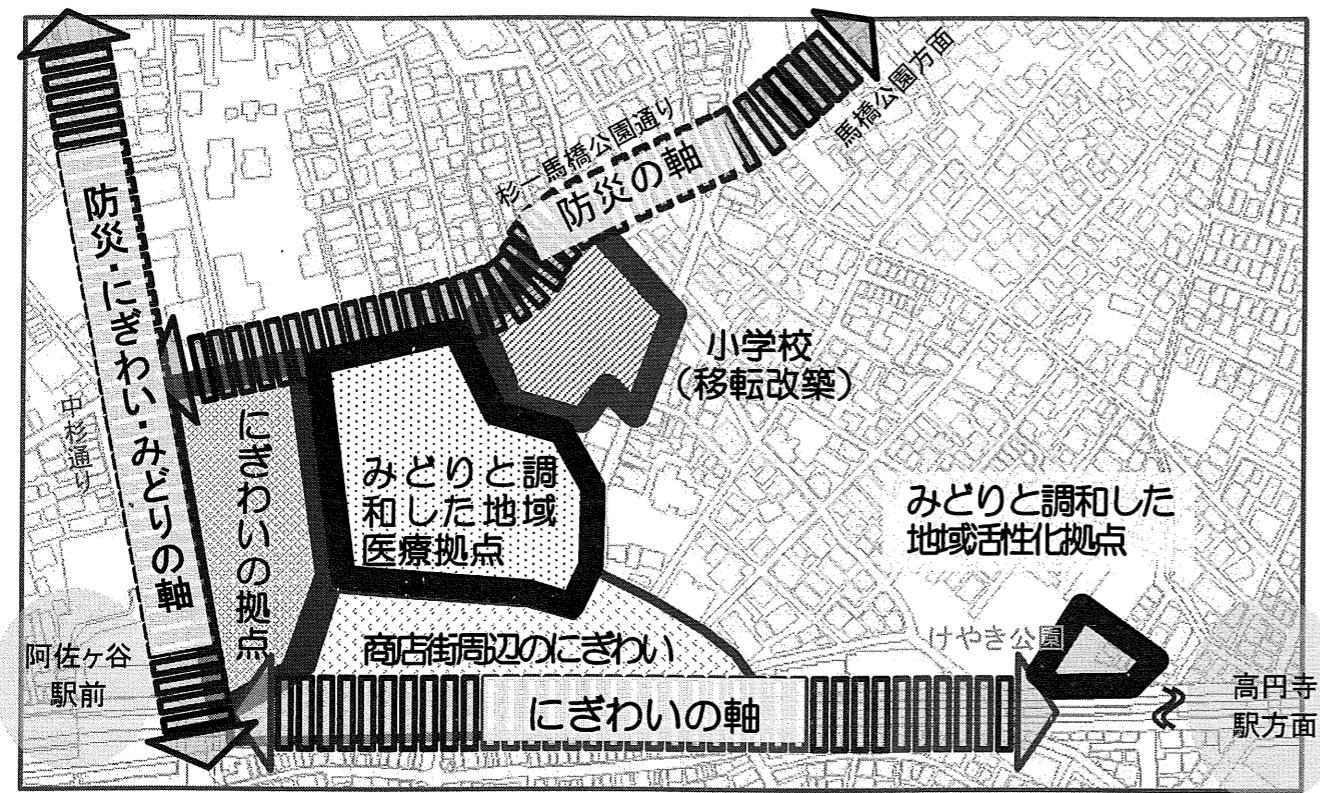 馬橋公園方面
杉一馬橋公園通り
防災の軸
防災・にぎわい・みどりの軸
中杉通り
小学校
（移転改築）
にぎわいの拠点
みどりと調
和した地域
医療拠点
みどりと調和した
地域活性化拠点
けやき公園
商店街周辺のにぎわい
阿佐ヶ谷
駅前
にぎわいの軸
高円寺
駅方面